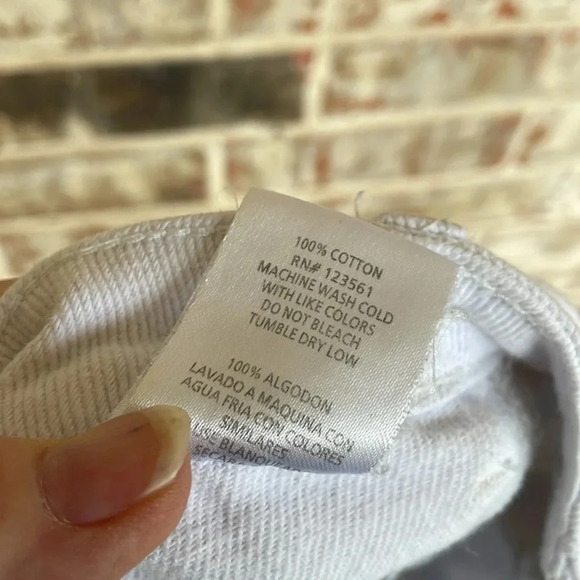 100% COTTON
RN# 123561
MACHINE WASH COLD
WITH LIKE COLORS
DO NOT BLEACH
TUMBLE DRY LOW
100% ALGODON
LAVADO A MAQUINA CON
AGUA FRIA CON COLORES
SIMILARES